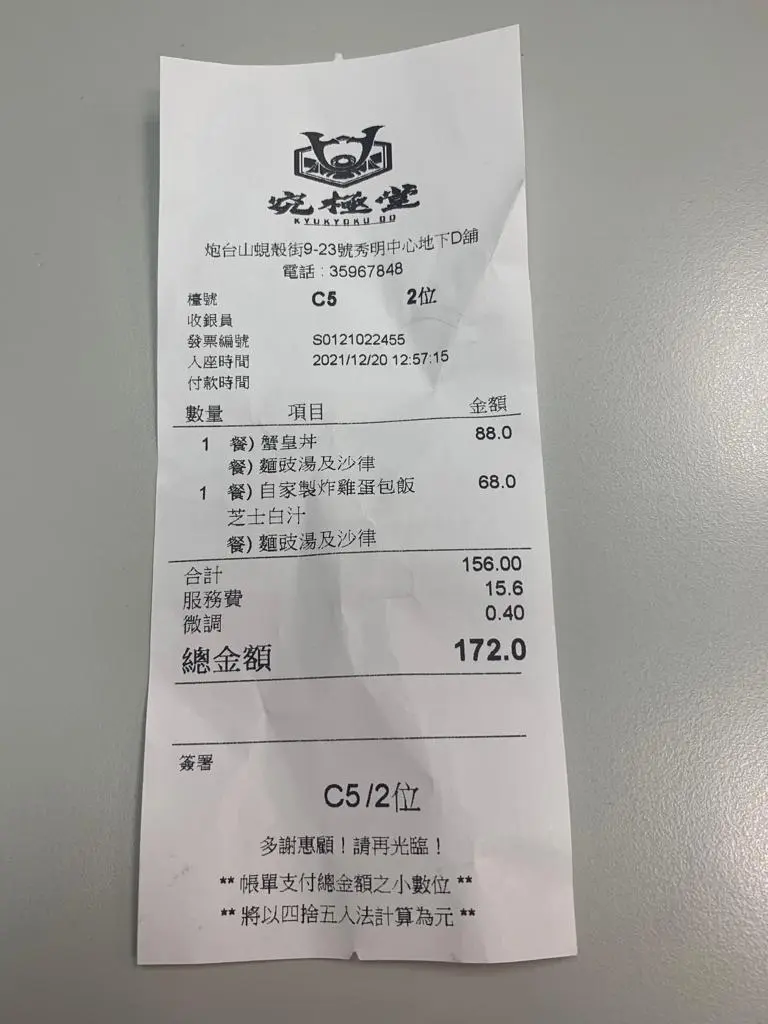 究極堂
KYUKYOKU DO
炮台山蜆殼街9-23號秀明中心地下D舖
電話：35967848
檯號 C5 2位
收銀員
發票編號 S0121022455
入座時間 2021/12/20 12:57:15
付款時間
數量 項目 金額
1 餐) 蟹皇丼 88.0
餐) 麵豉湯及沙律
1 餐) 自家製炸雞蛋包飯 68.0
芝士白汁
餐) 麵豉湯及沙律
合計 156.00
服務費 15.6
微調 0.40
總金額 172.0
簽署
C5/2位
多謝惠顧！請再光臨！
** 帳單支付總金額之小數位 **
** 將以四捨五入法計算為元 **